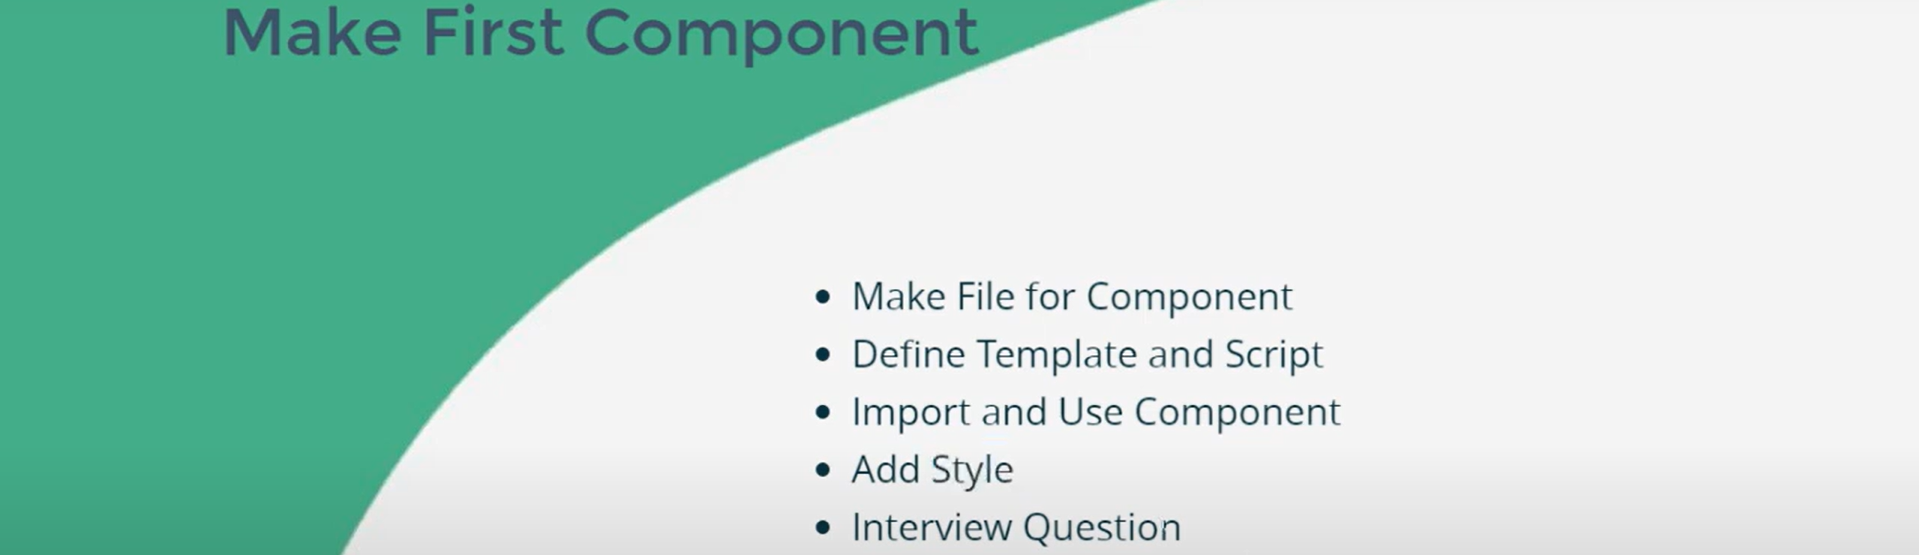 Make First Component
• Make File for Component
• Define Template and Script
• Import and Use Component
• Add Style
• Interview Question